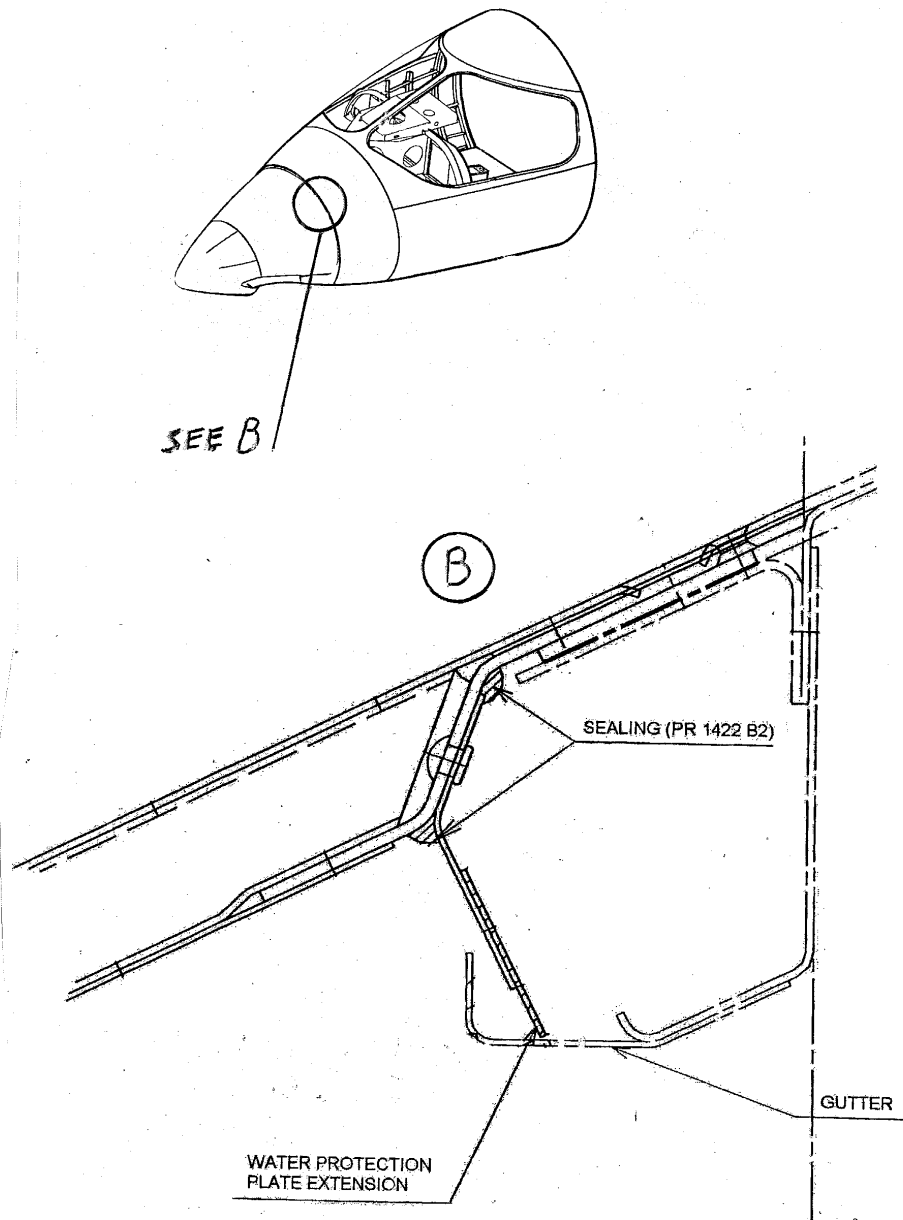 SEE B
B
SEALING (PR 1422 B2)
GUTTER
WATER PROTECTION
PLATE EXTENSION